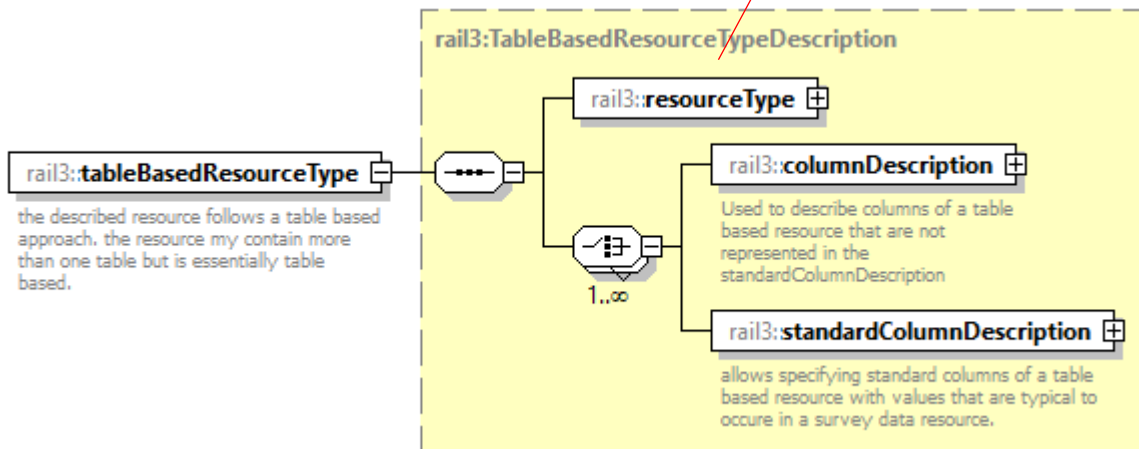 rail3:TableBasedResourceTypeDescription
rail3::resourceType
rail3::tableBasedResourceType
the described resource follows a table based
approach. the resource my contain more
than one table but is essentially table
based.
rail3::columnDescription
Used to describe columns of a table
based resource that are not
represented in the
standardColumnDescription
1..∞
rail3::standardColumnDescription
allows specifying standard columns of a table
based resource with values that are typical to
occure in a survey data resource.